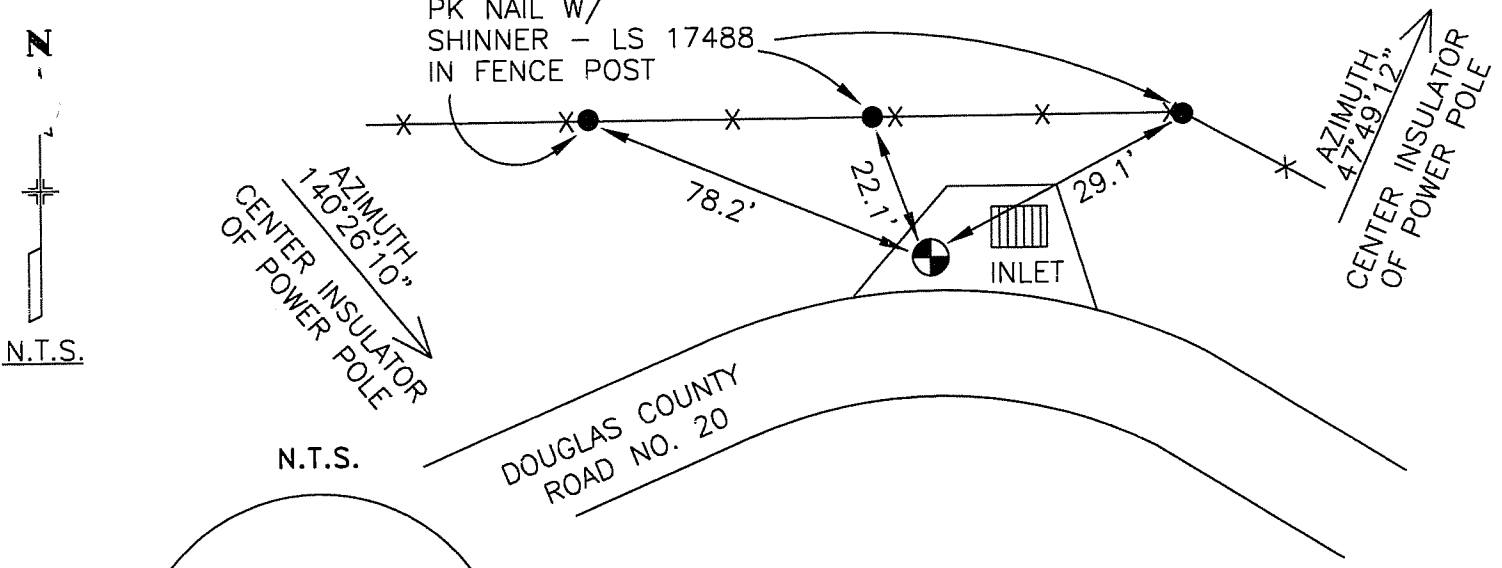 PK NAIL W/
SHINNER – LS 17488
IN FENCE POST
N
N.T.S.
AZIMUTH
140°26'10"
CENTER INSULATOR
OF POWER POLE
78.2'
22.1'
29.1'
INLET
AZIMUTH
47°49'12"
CENTER INSULATOR
OF POWER POLE
DOUGLAS COUNTY
ROAD NO. 20
N.T.S.